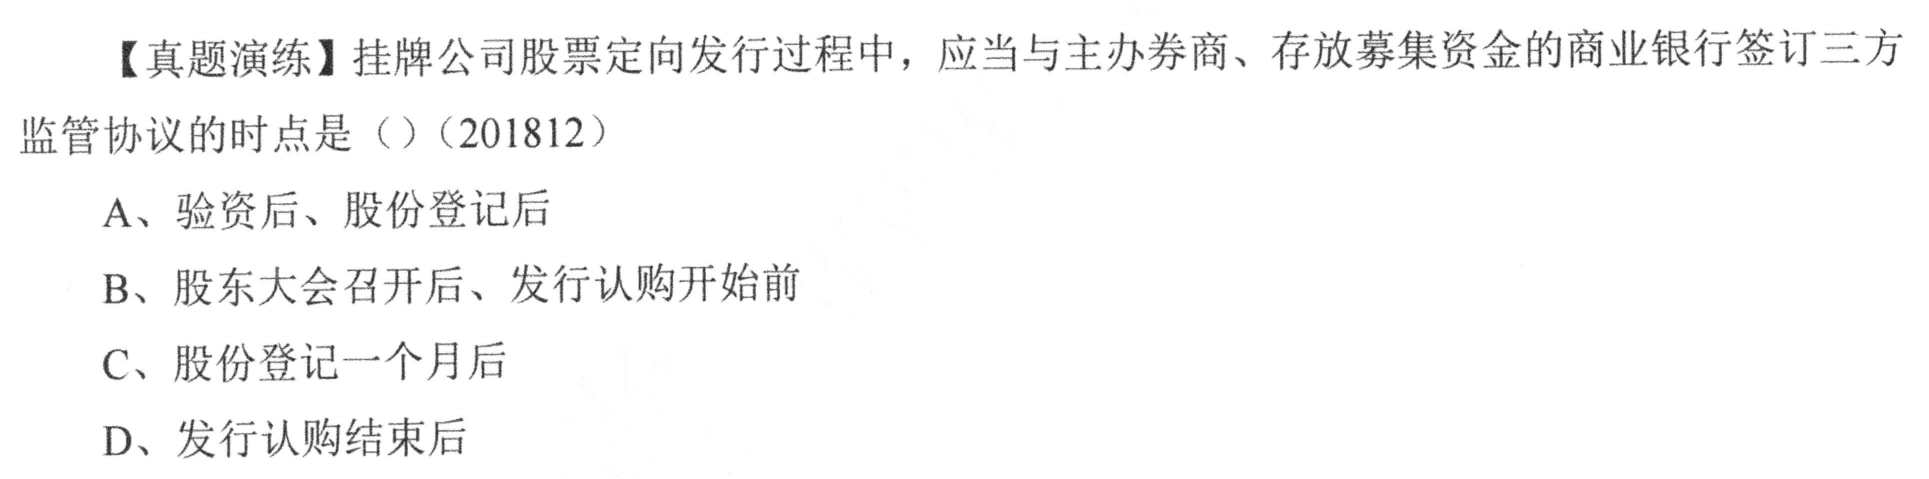 【真题演练】挂牌公司股票定向发行过程中，应当与主办券商、存放募集资金的商业银行签订三方
监管协议的时点是（）（201812）
A、验资后、股份登记后
B、股东大会召开后、发行认购开始前
C、股份登记一个月后
D、发行认购结束后